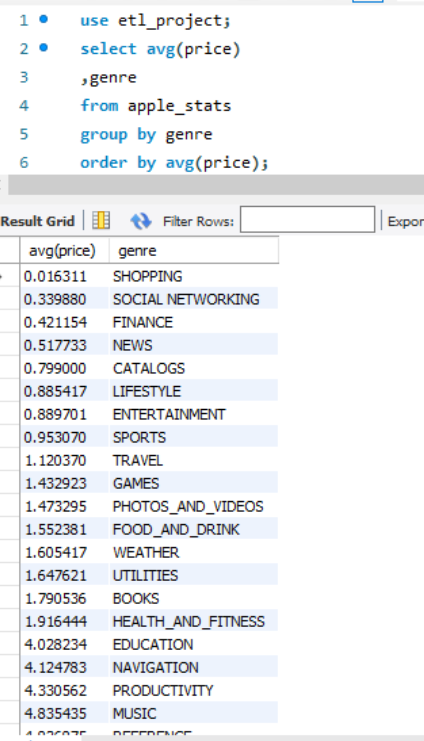 1 use etl_project;
2 select avg(price)
3 ,genre
4 from apple_stats
5 group by genre
6 order by avg(price);
Result Grid Filter Rows: Expor
avg(price) genre
0.016311 SHOPPING
0.339880 SOCIAL NETWORKING
0.421154 FINANCE
0.517733 NEWS
0.799000 CATALOGS
0.885417 LIFESTYLE
0.889701 ENTERTAINMENT
0.953070 SPORTS
1.120370 TRAVEL
1.432923 GAMES
1.473295 PHOTOS_AND_VIDEOS
1.552381 FOOD_AND_DRINK
1.605417 WEATHER
1.647621 UTILITIES
1.790536 BOOKS
1.916444 HEALTH_AND_FITNESS
4.028234 EDUCATION
4.124783 NAVIGATION
4.330562 PRODUCTIVITY
4.835435 MUSIC